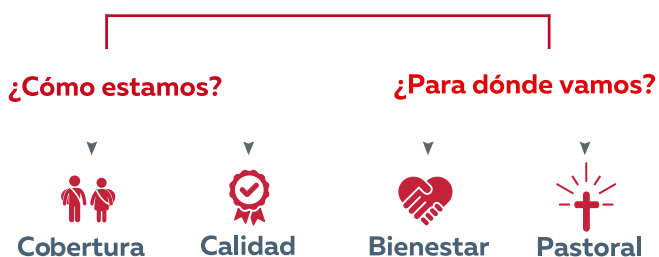 ¿Cómo estamos?
¿Para dónde vamos?
Cobertura
Calidad
Bienestar
Pastoral